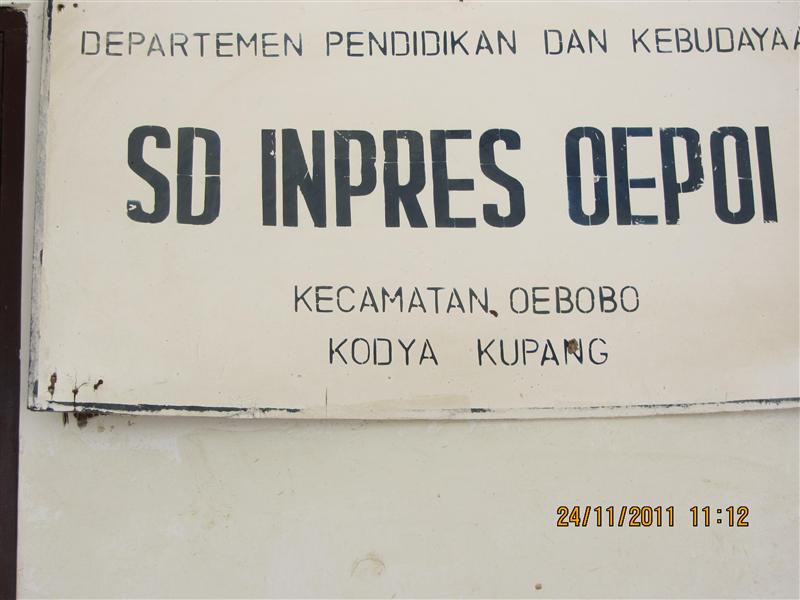 DEPARTEMEN PENDIDIKAN DAN KEBUDAYAA
SD INPRES OEPOI
KECAMATAN OEBOBO
KODYA KUPANG
24/11/2011 11:12